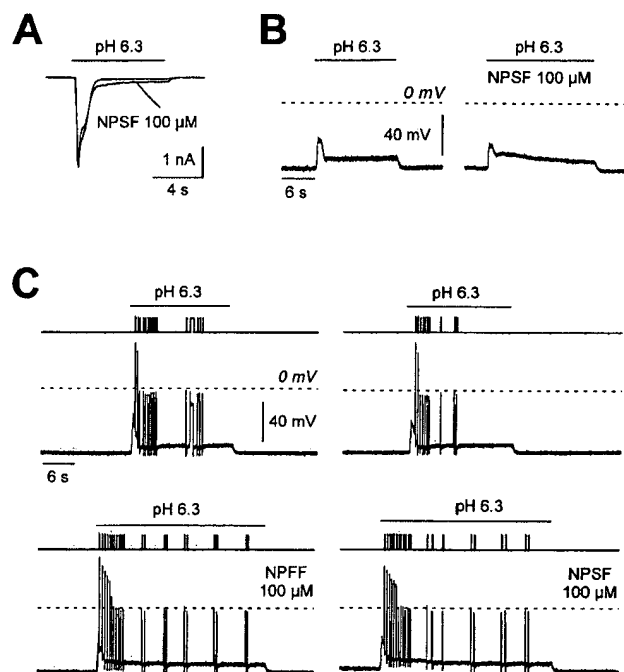 A
pH 6.3
NPSF 100 µM
1 nA
4 s
B
pH 6.3
pH 6.3
NPSF 100 µM
0 mV
40 mV
6 s
C
pH 6.3
pH 6.3
0 mV
40 mV
6 s
pH 6.3
pH 6.3
NPFF
100 µM
NPSF
100 µM